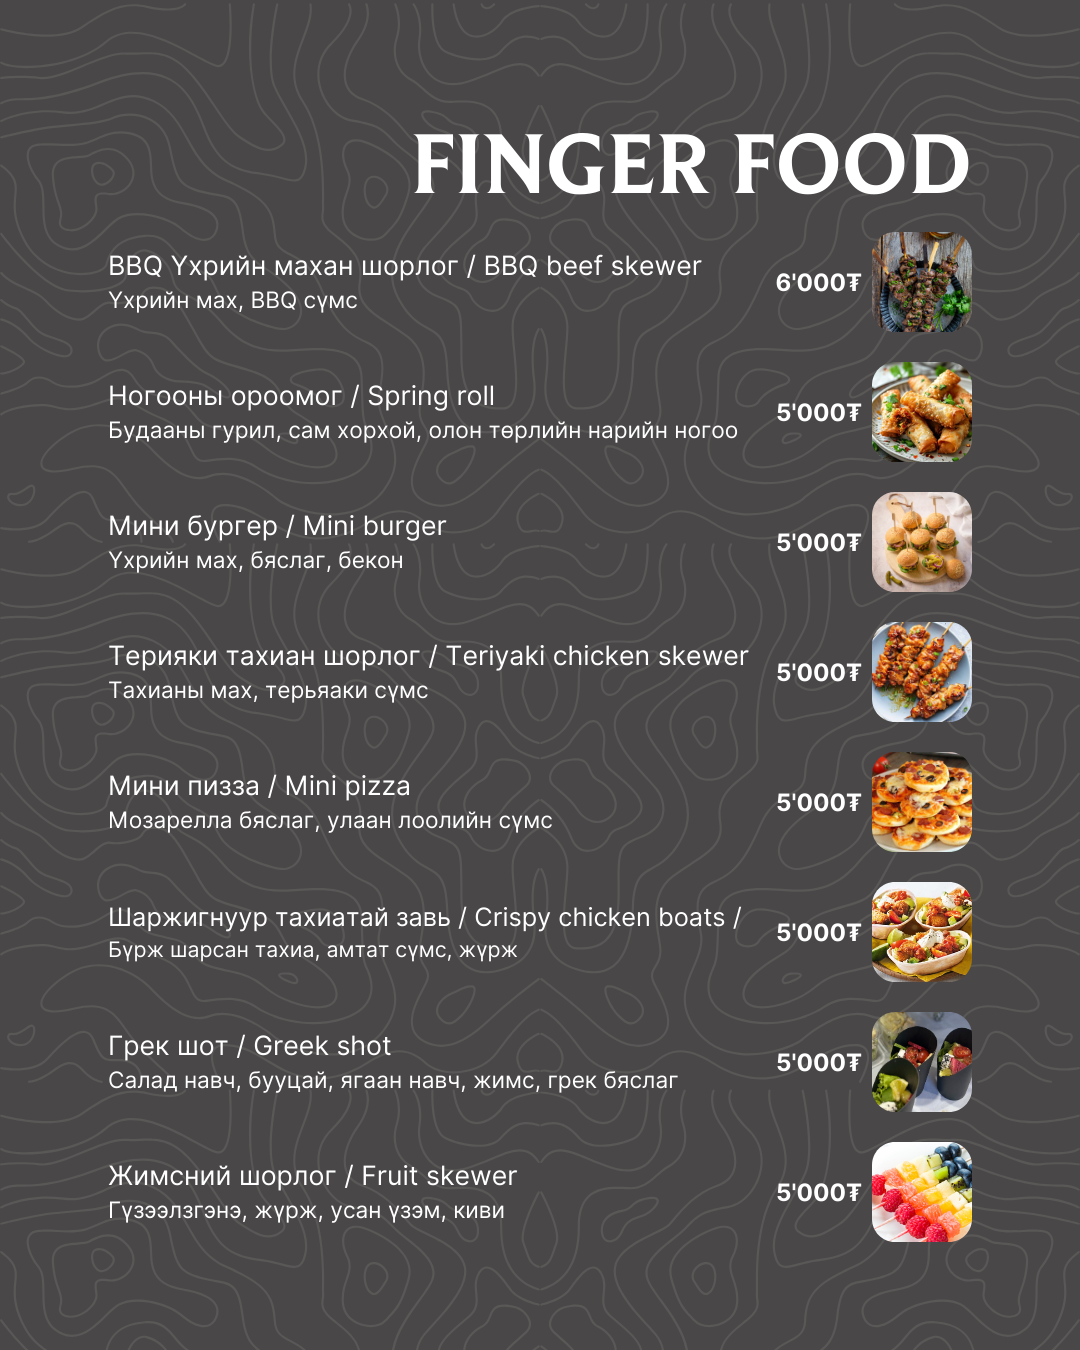 FINGER FOOD
BBQ Үхрийн махан шорлог / BBQ beef skewer
Үхрийн мах, BBQ сүмс
6'000₮
Ногооны ороомог / Spring roll
Будааны гурил, сам хорхой, олон төрлийн нарийн ногоо
5'000₮
Мини бургер / Mini burger
Үхрийн мах, бяслаг, бекон
5'000₮
Терияки тахиан шорлог / Teriyaki chicken skewer
Тахианы мах, терьяаки сүмс
5'000₮
Мини пизза / Mini pizza
Мозарелла бяслаг, улаан лоолийн сүмс
5'000₮
Шаржигнуур тахиатай завь / Crispy chicken boats /
Бүрж шарсан тахиа, амтат сүмс, жүрж
5'000₮
Грек шот / Greek shot
Салад навч, бууцай, ягаан навч, жимс, грек бяслаг
5'000₮
Жимсний шорлог / Fruit skewer
Гүзээлзгэнэ, жүрж, усан үзэм, киви
5'000₮